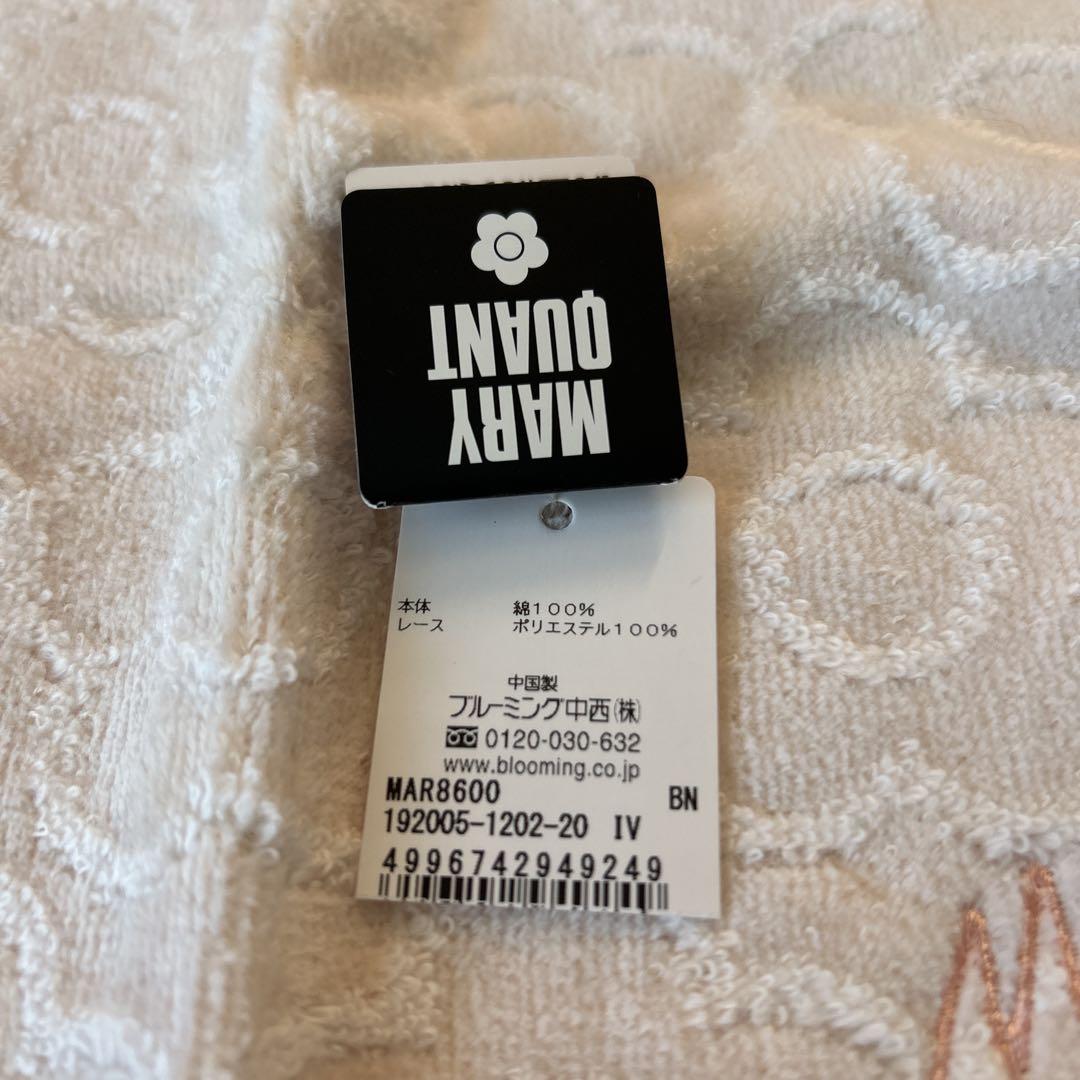 MARY
QUANT
本体 綿100%
レース ポリエステル100%
中国製
ブルーミング中西(株)
0120-030-632
www.blooming.co.jp
MAR8600 BN
192005-1202-20 IV
4996742949249